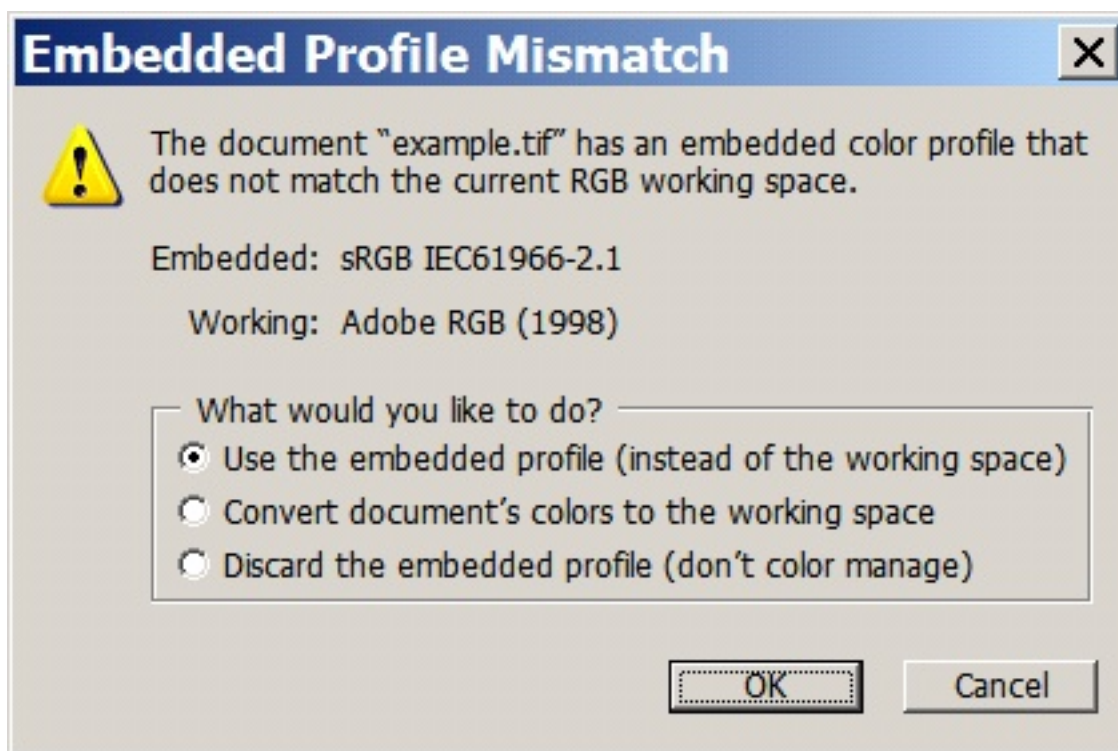 Embedded Profile Mismatch
The document “example.tif” has an embedded color profile that
does not match the current RGB working space.
Embedded: sRGB IEC61966-2.1
Working: Adobe RGB (1998)
What would you like to do?
Use the embedded profile (instead of the working space)
Convert document’s colors to the working space
Discard the embedded profile (don’t color manage)
OK Cancel